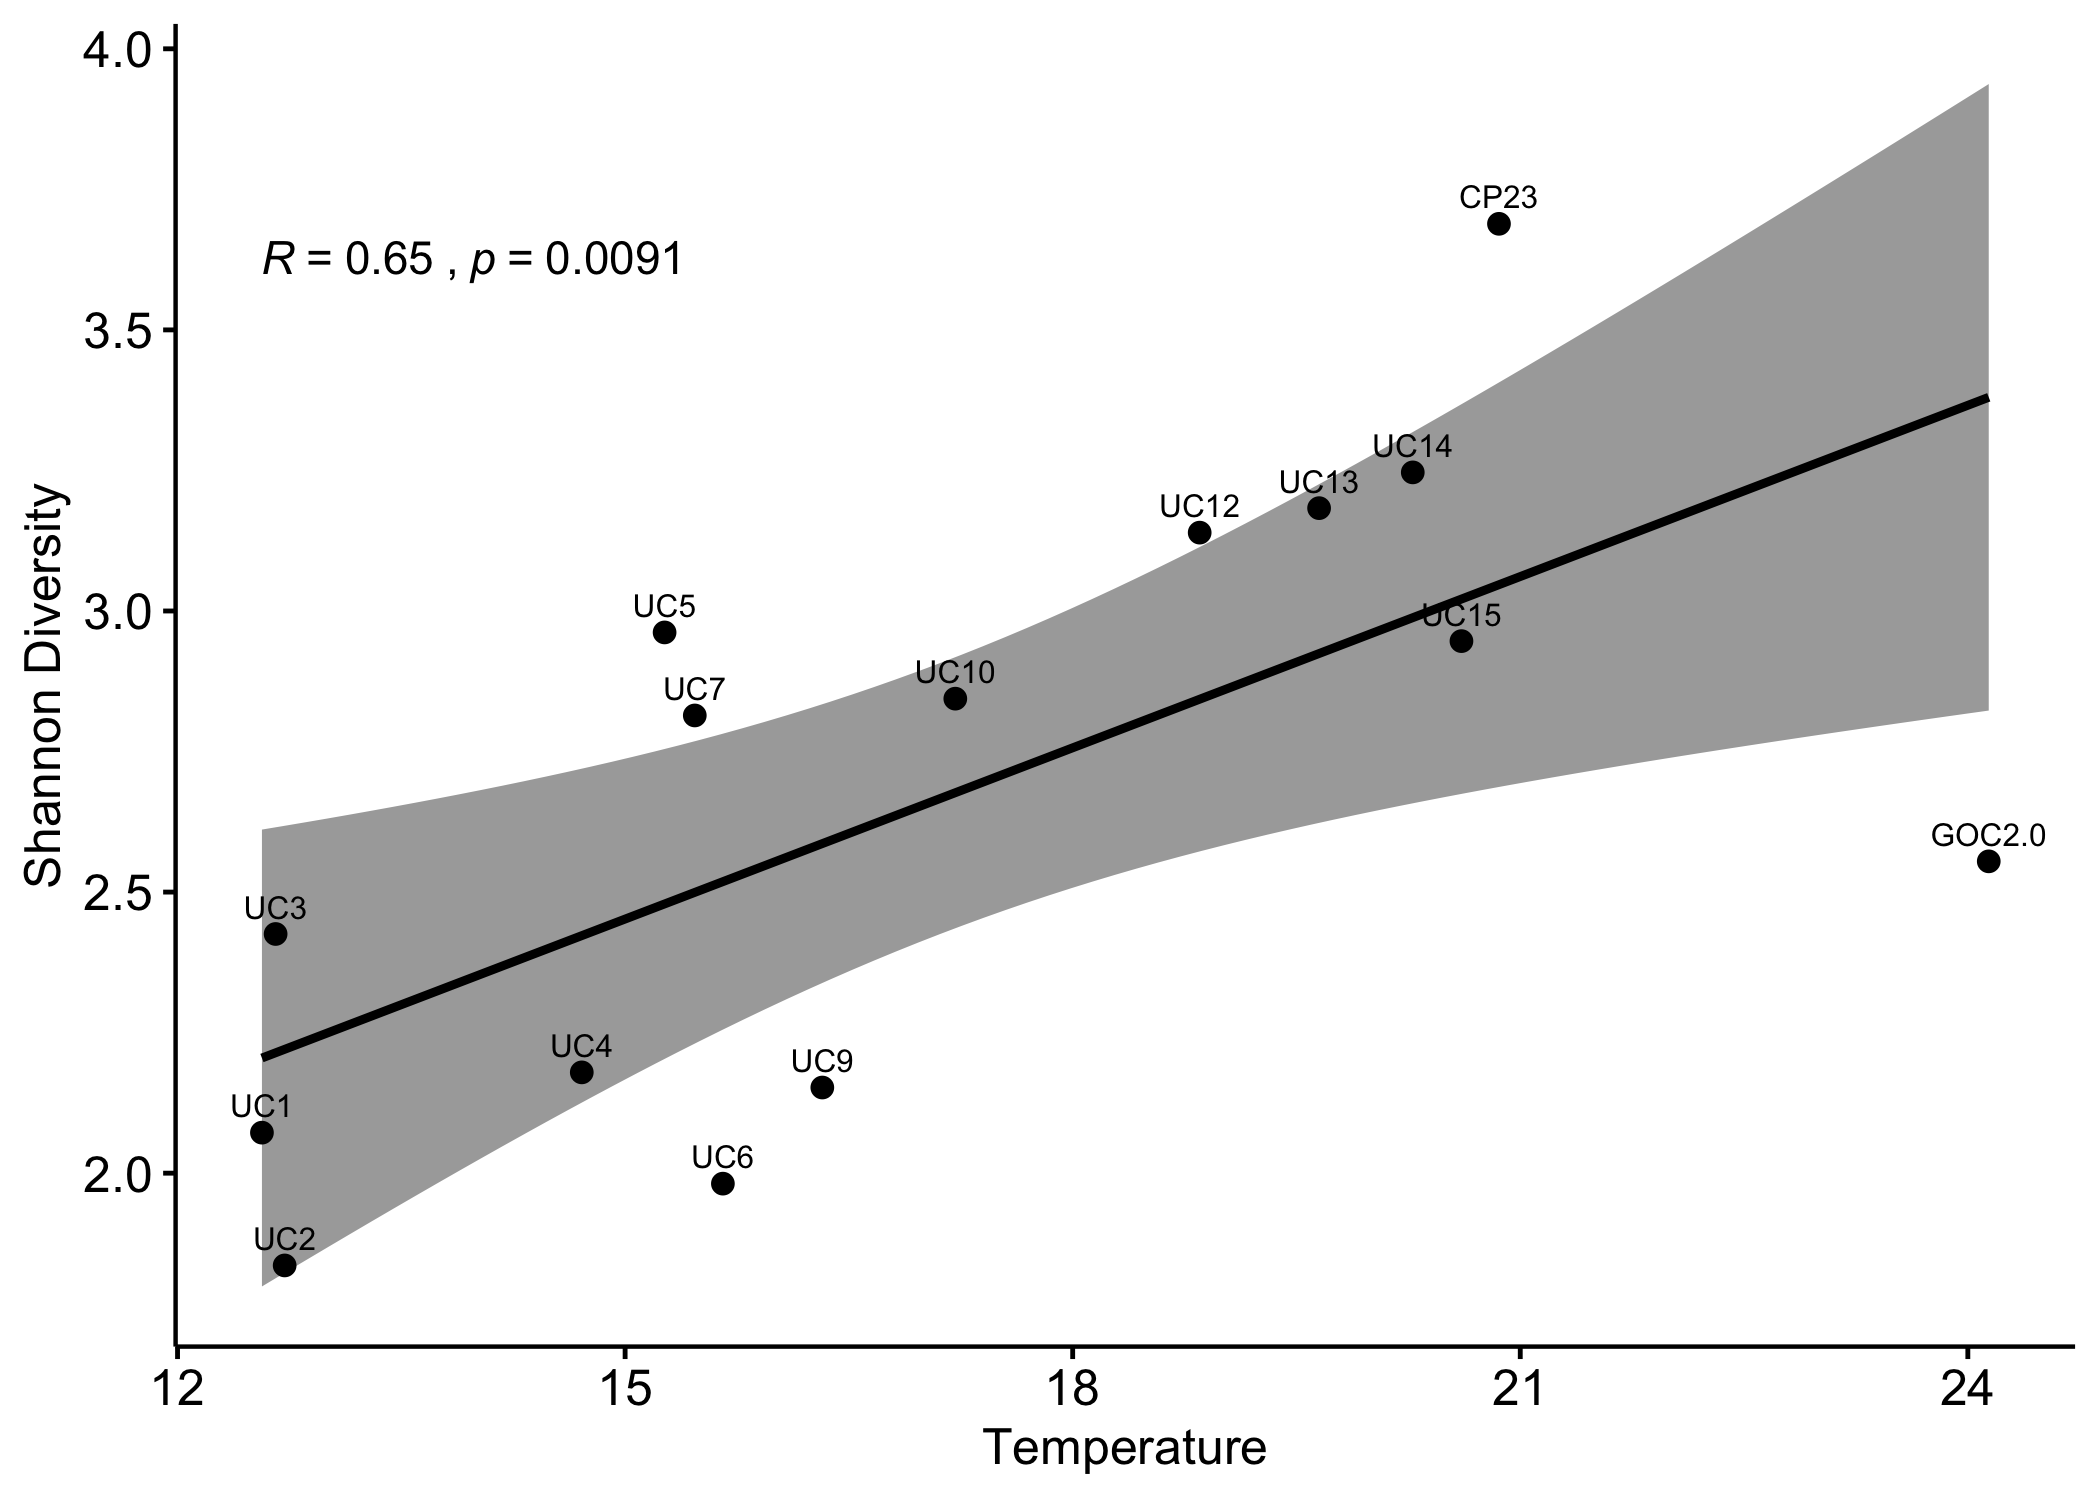 4.0
CP23
R = 0.65 , p = 0.0091
3.5
UC14
UC13
UC12
UC5
3.0
UC15
UC10
UC7
Shannon Diversity
GOC2.0
2.5
UC3
UC4
UC9
UC1
2.0
UC6
UC2
12 15 18 21 24
Temperature